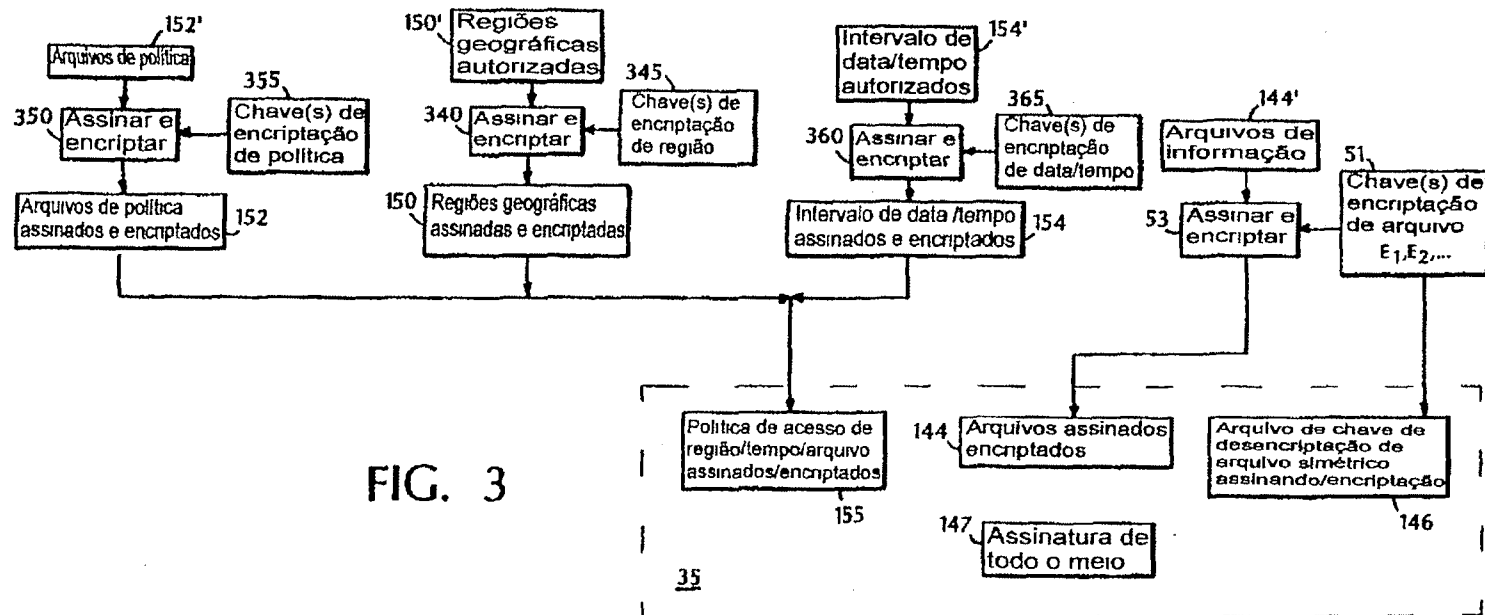 152'
Arquivos de política
350
Assinar e
encriptar
355
Chave(s) de
encriptação
de política
Arquivos de política
assinados e encriptados
152
150'
Regiões
geográficas
autorizadas
340
Assinar e
encriptar
345
Chave(s) de
encriptação
de região
150
Regiões geográficas
assinadas e encriptadas
Intervalo de
data/tempo
autorizados
154'
360
Assinar e
encriptar
365
Chave(s) de
encriptação
de data/tempo
Intervalo de data/tempo
assinados e encriptados
154
144'
Arquivos de
informação
53
Assinar e
encriptar
51
Chave(s) de
encriptação
de arquivo
E1,E2,...
Política de acesso de
região/tempo/arquivo
assinados/encriptados
155
144
Arquivos assinados
encriptados
Arquivo de chave de
desencriptação de
arquivo simétrico
assinando/encriptação
146
147
Assinatura de
todo o meio
35
FIG. 3